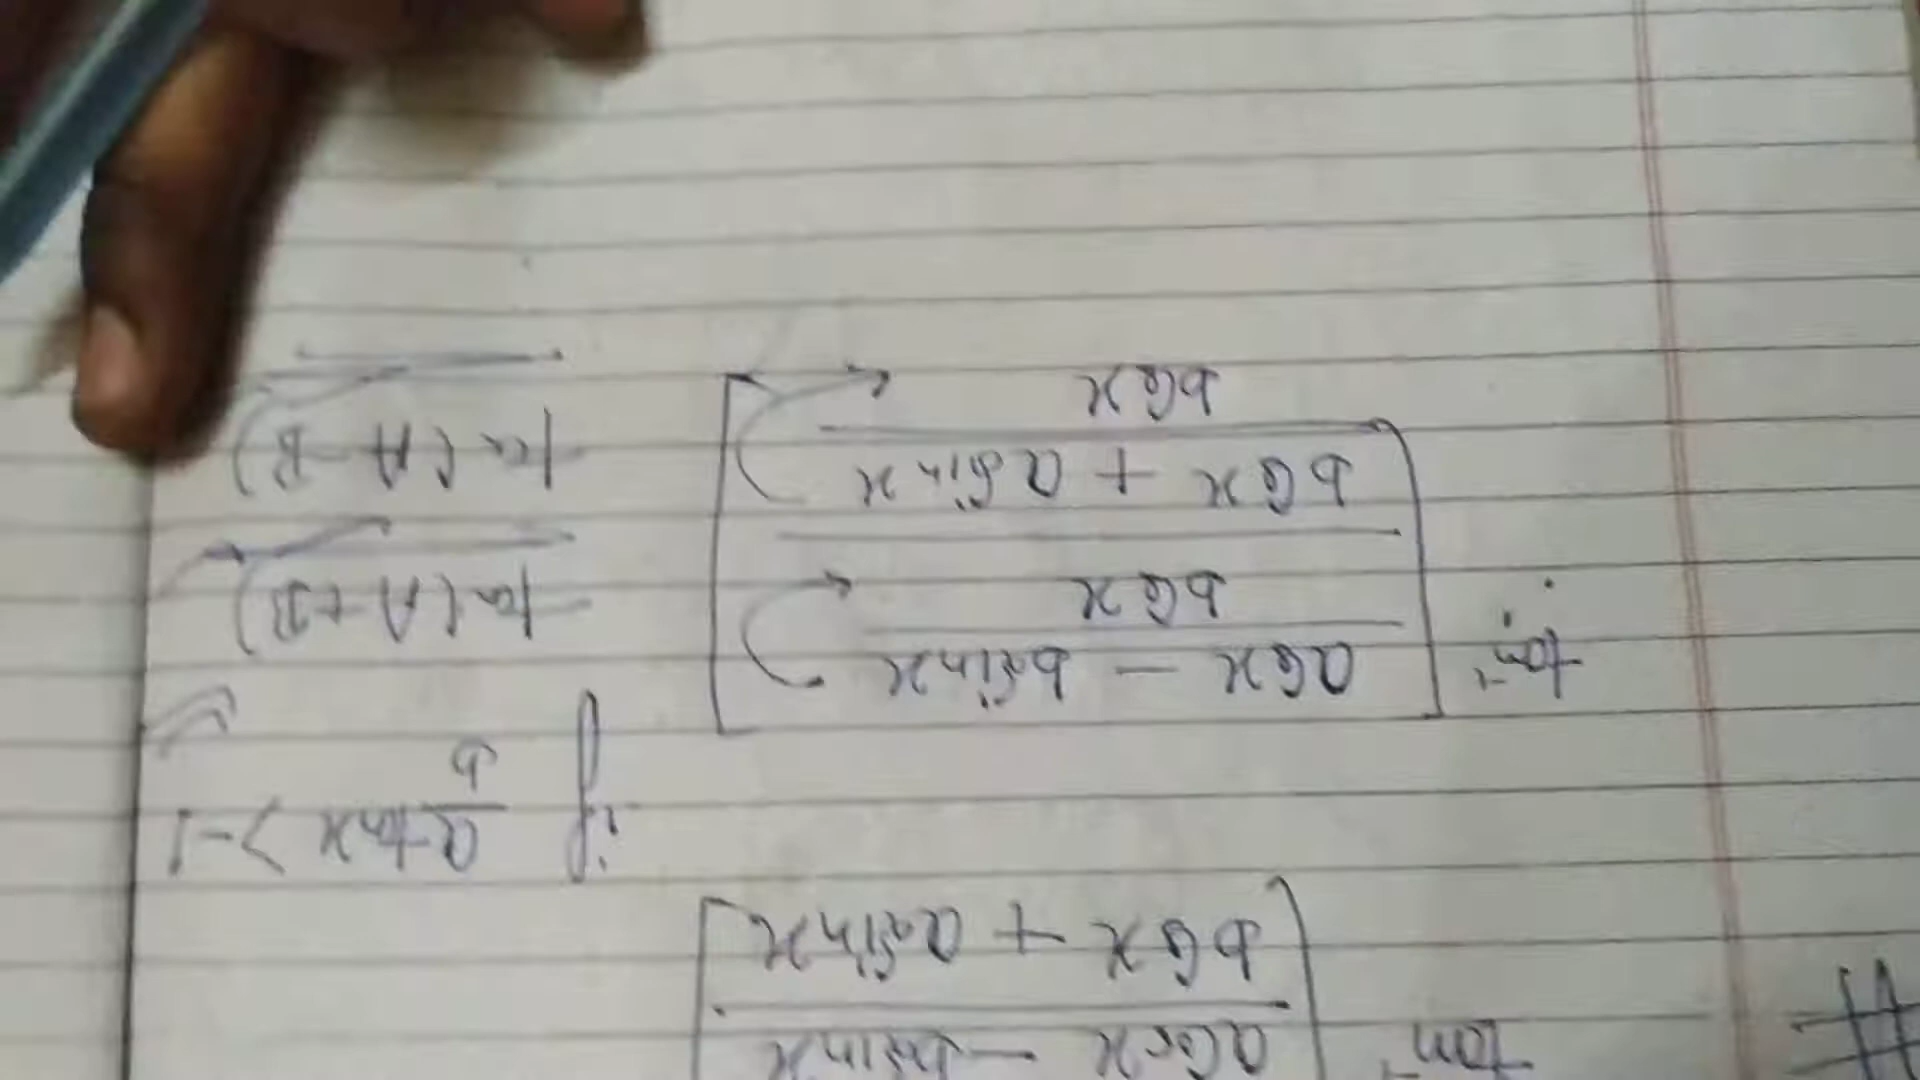 # tan⁻¹ [ (a cos x - b sin x) / (b cos x + a sin x) ]
if a/b tan x > -1
tan⁻¹ [ ((a cos x - b sin x) / (b cos x)) / ((b cos x + a sin x) / (b cos x)) ]
tan(A+B)
tan(A-B)